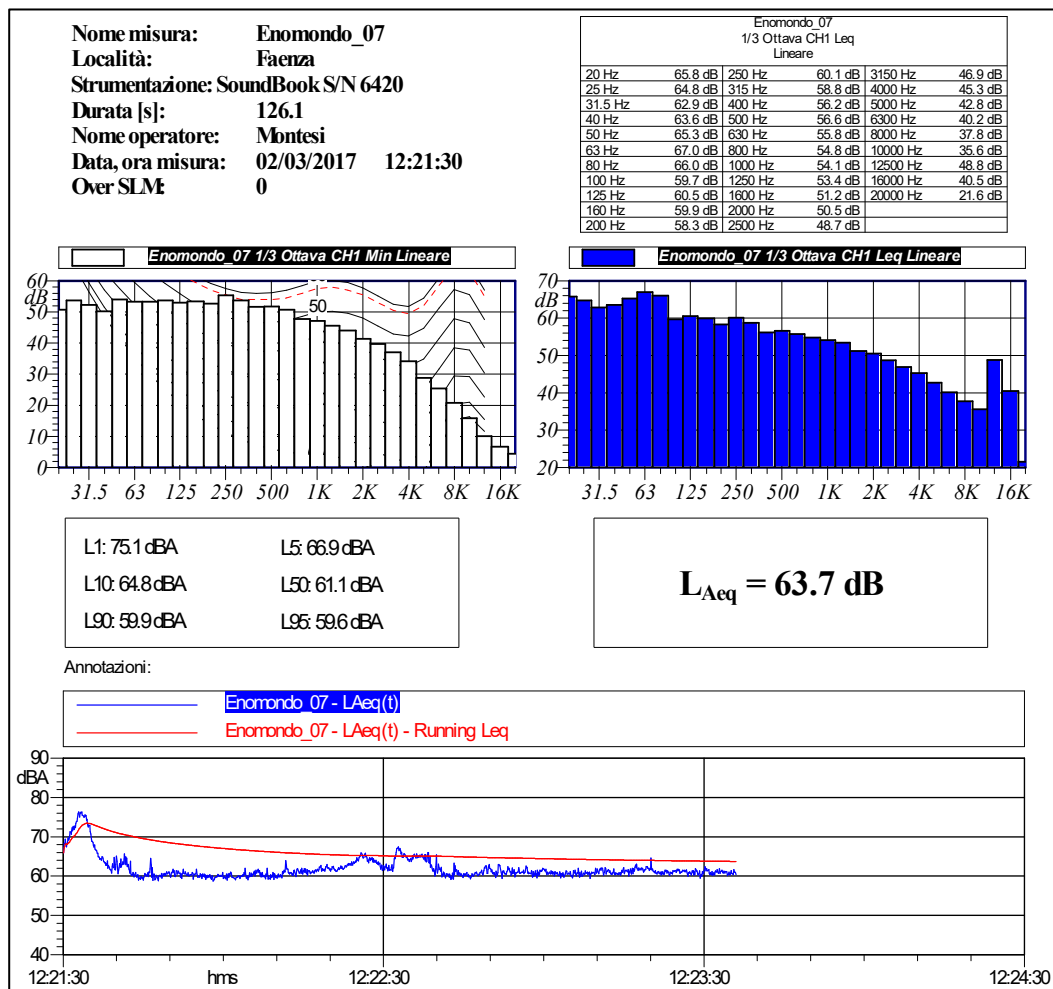 Nome misura: Enomondo_07
Località: Faenza
Strumentazione: SoundBook S/N 6420
Durata [s]: 126.1
Nome operatore: Montesi
Data, ora misura: 02/03/2017 12:21:30
Over SLM: 0
Enomondo_07
1/3 Ottava CH1 Leq
Lineare
20 Hz 65.8 dB 250 Hz 60.1 dB 3150 Hz 46.9 dB
25 Hz 64.8 dB 315 Hz 58.8 dB 4000 Hz 45.3 dB
31.5 Hz 62.9 dB 400 Hz 56.2 dB 5000 Hz 42.8 dB
40 Hz 63.6 dB 500 Hz 56.6 dB 6300 Hz 40.2 dB
50 Hz 65.3 dB 630 Hz 55.8 dB 8000 Hz 37.8 dB
63 Hz 67.0 dB 800 Hz 54.8 dB 10000 Hz 35.6 dB
80 Hz 66.0 dB 1000 Hz 54.1 dB 12500 Hz 48.8 dB
100 Hz 59.7 dB 1250 Hz 53.4 dB 16000 Hz 40.5 dB
125 Hz 60.5 dB 1600 Hz 51.2 dB 20000 Hz 21.6 dB
160 Hz 59.9 dB 2000 Hz 50.5 dB
200 Hz 58.3 dB 2500 Hz 48.7 dB
Enomondo_07 1/3 Ottava CH1 Min Lineare
60
dB
50
50
40
30
20
10
0
31.5 63 125 250 500 1K 2K 4K 8K 16K
Enomondo_07 1/3 Ottava CH1 Leq Lineare
70
dB
60
50
40
30
20
31.5 63 125 250 500 1K 2K 4K 8K 16K
L1: 75.1 dBA L5: 66.9 dBA
L10: 64.8 dBA L50: 61.1 dBA
L90: 59.9 dBA L95: 59.6 dBA
LAeq = 63.7 dB
Annotazioni:
Enomondo_07 - LAeq(t)
Enomondo_07 - LAeq(t) - Running Leq
90
dBA
80
70
60
50
40
12:21:30 hms 12:22:30 12:23:30 12:24:30